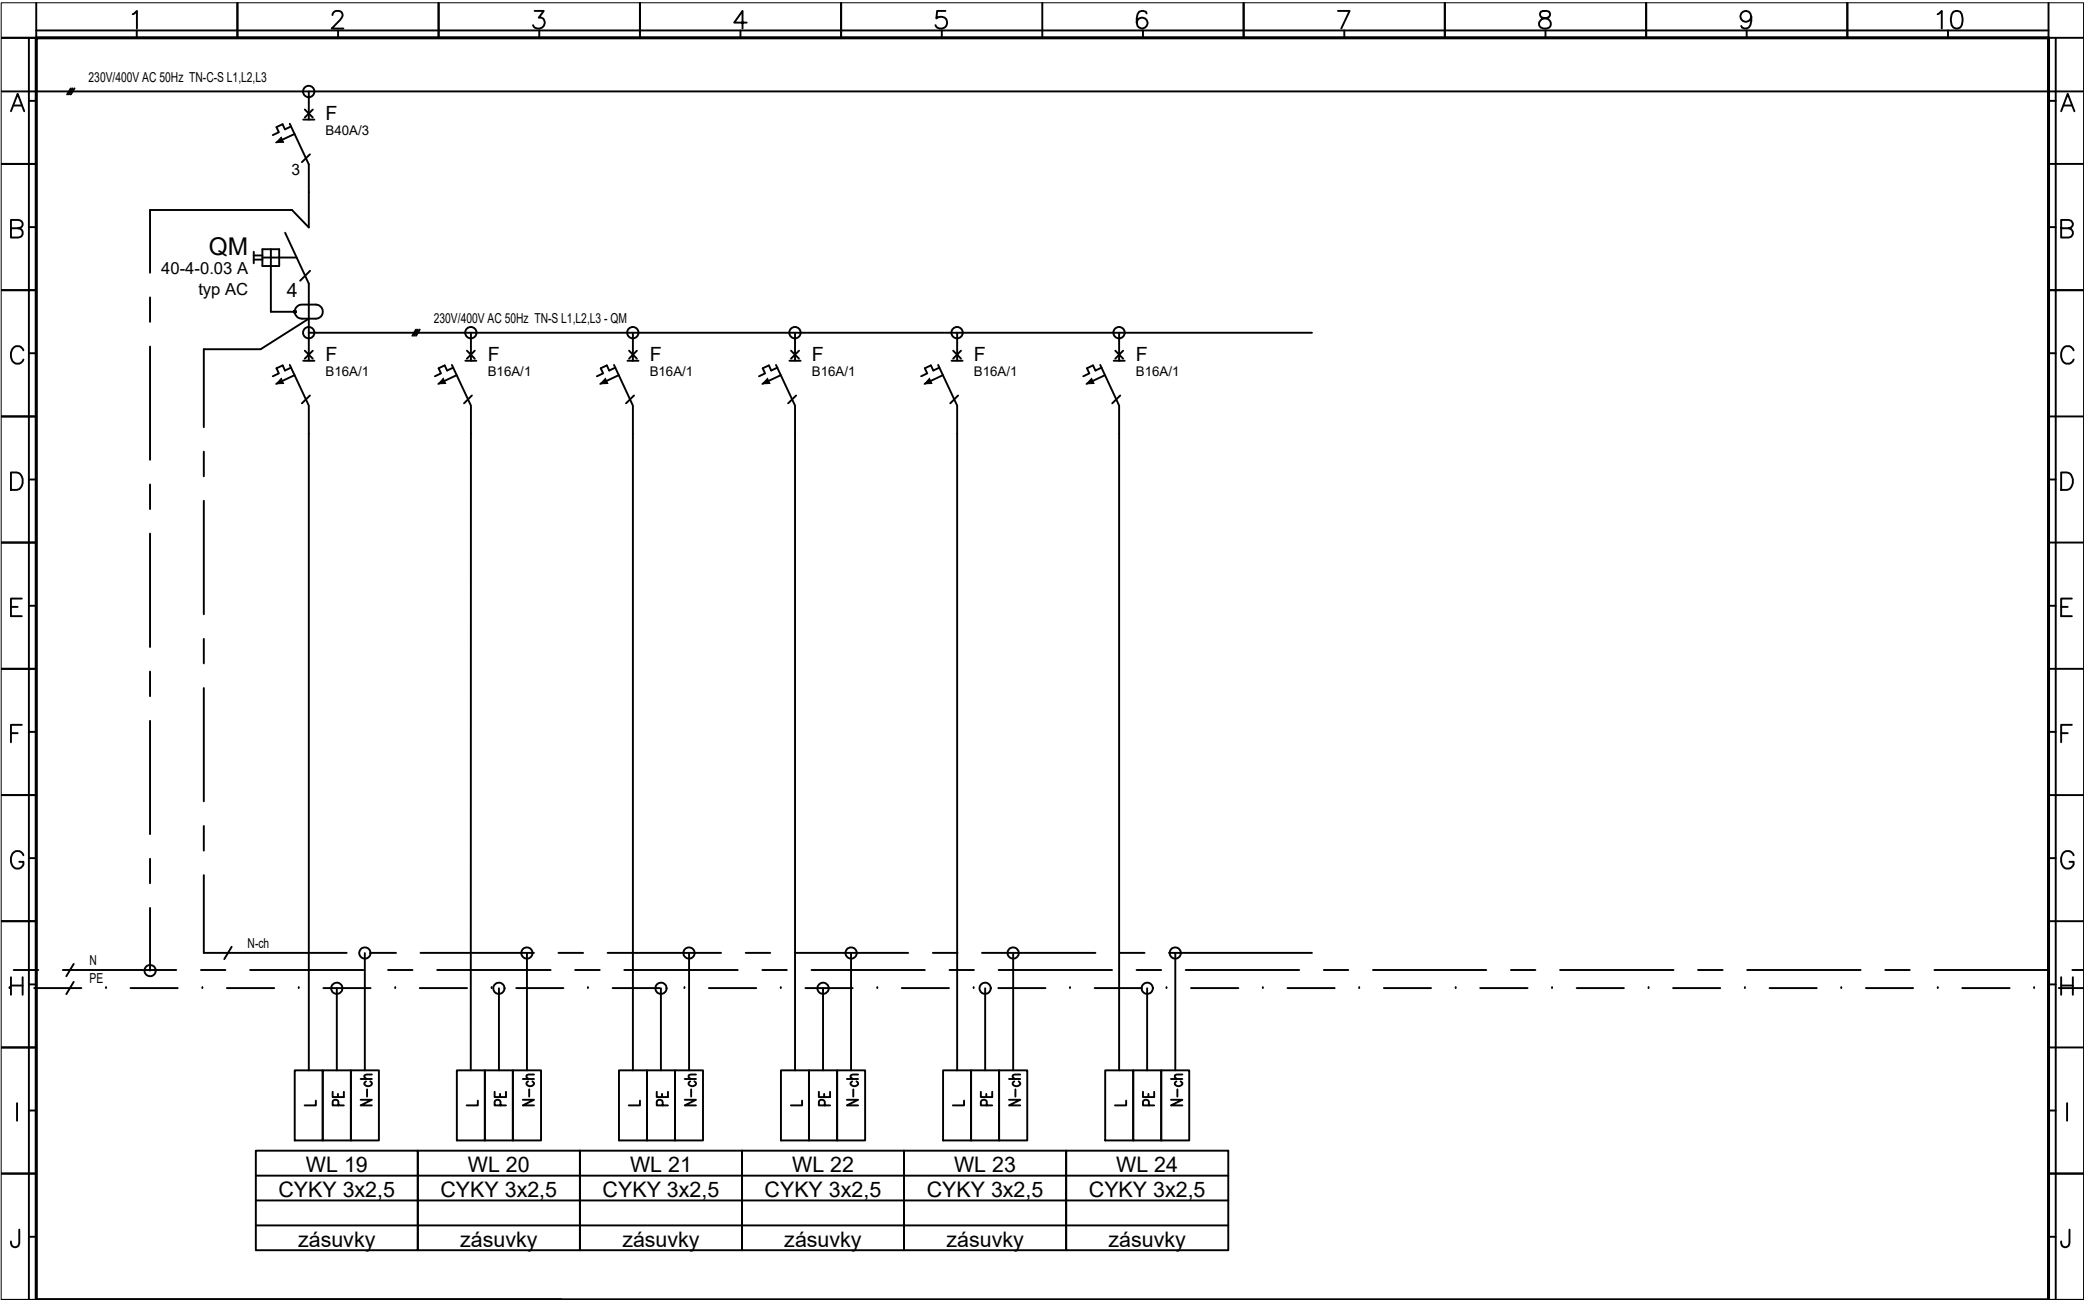 1 2 3 4 5 6 7 8 9 10
230V/400V AC 50Hz TN-C-S L1,L2,L3
A A
F
B40A/3
3
B B
QM
40-4-0.03 A
typ AC
4
230V/400V AC 50Hz TN-S L1,L2,L3 - QM
C C
F F F F F F
B16A/1 B16A/1 B16A/1 B16A/1 B16A/1 B16A/1
D D
E E
F F
G G
N-ch
N
PE
H H
L PE N-ch L PE N-ch L PE N-ch L PE N-ch L PE N-ch L PE N-ch
I I
WL 19 WL 20 WL 21 WL 22 WL 23 WL 24
CYKY 3x2,5 CYKY 3x2,5 CYKY 3x2,5 CYKY 3x2,5 CYKY 3x2,5 CYKY 3x2,5
J J
zásuvky zásuvky zásuvky zásuvky zásuvky zásuvky